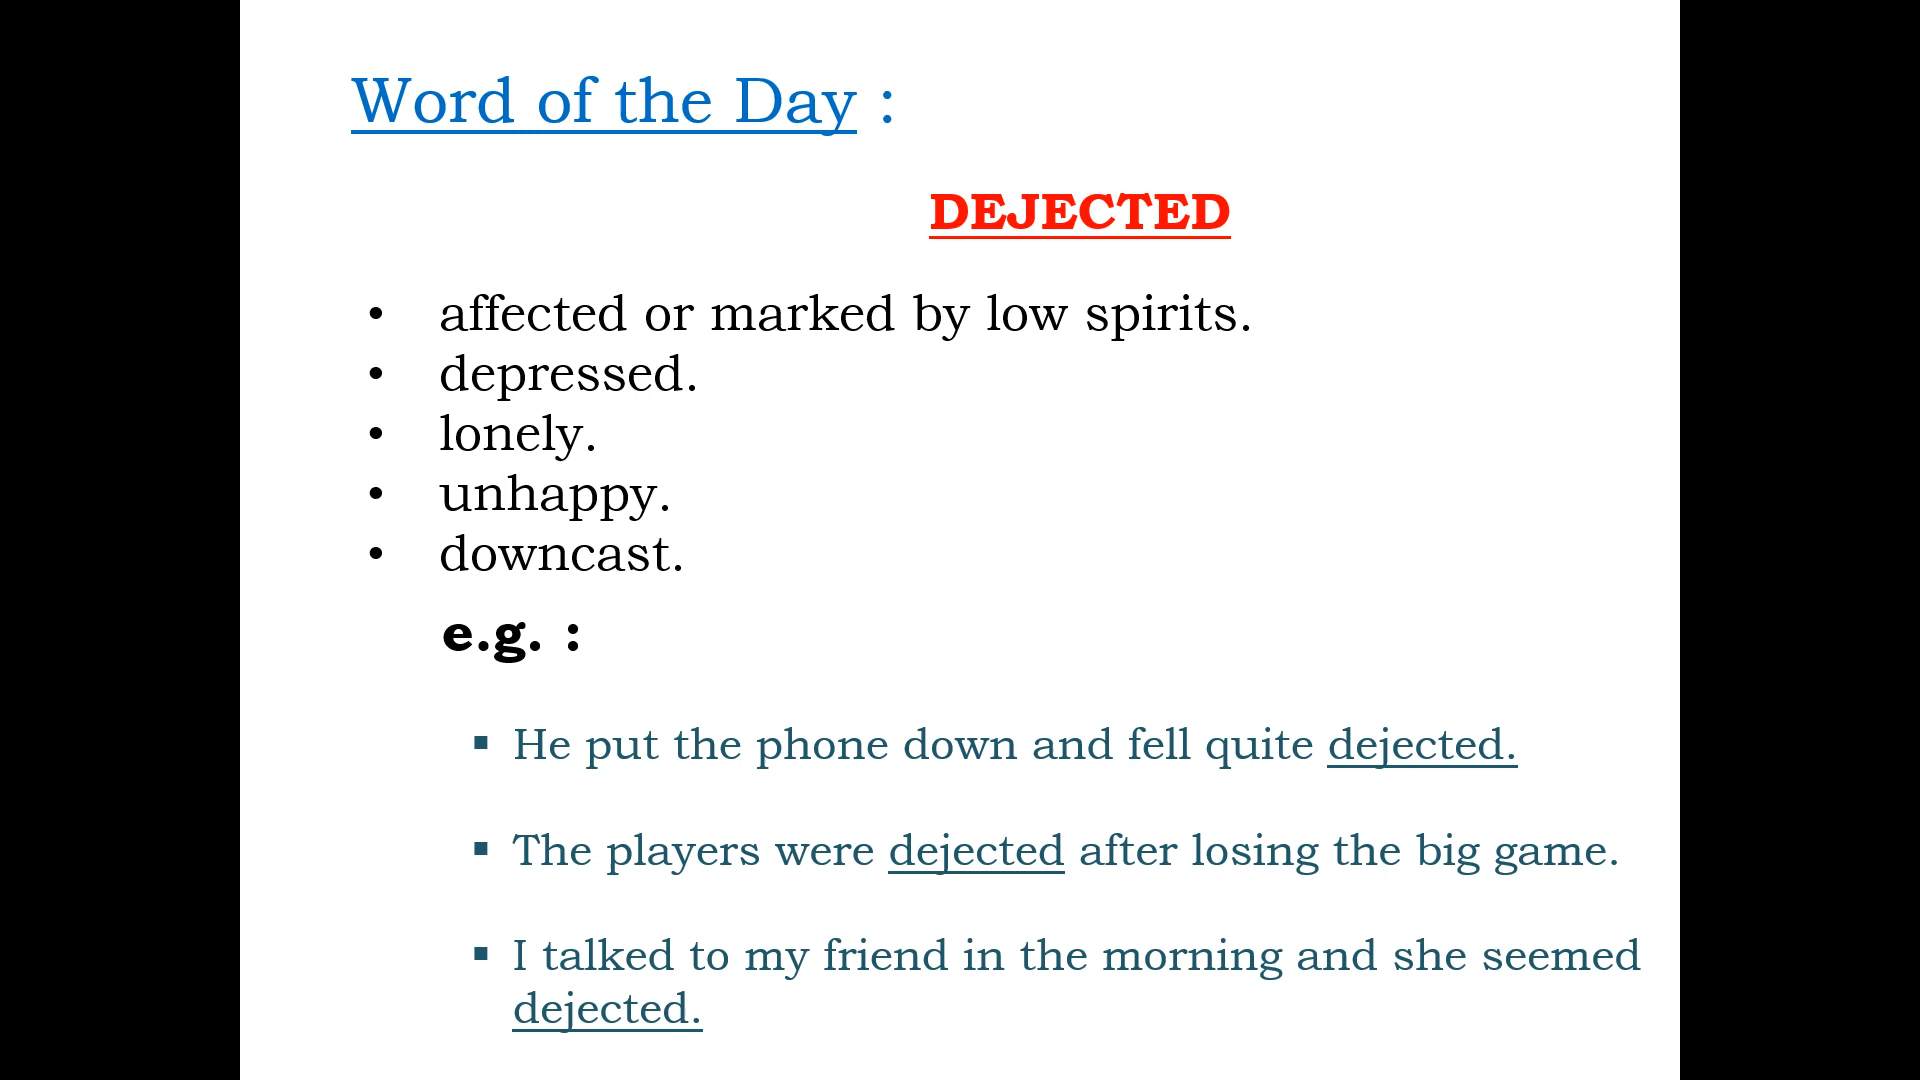 Word of the Day :
DEJECTED
• affected or marked by low spirits.
• depressed.
• lonely.
• unhappy.
• downcast.
e.g. :
▪ He put the phone down and fell quite dejected.
▪ The players were dejected after losing the big game.
▪ I talked to my friend in the morning and she seemed
dejected.